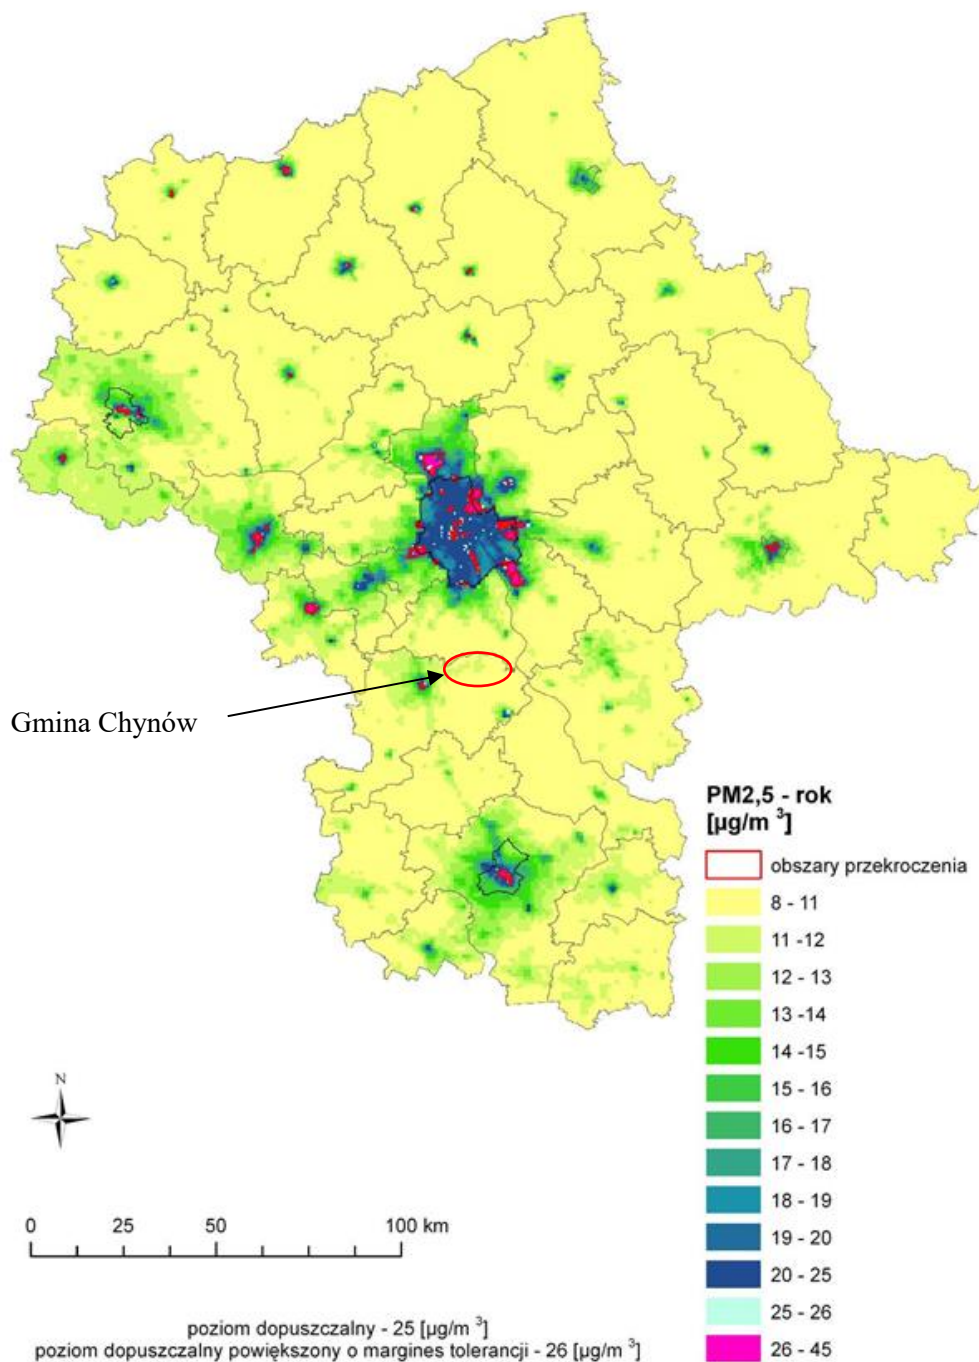 Gmina Chynów
PM2,5 - rok
[µg/m ³]
obszary przekroczenia
8 - 11
11 -12
12 - 13
13 -14
14 -15
15 - 16
16 - 17
17 - 18
18 - 19
19 - 20
20 - 25
25 - 26
26 - 45
N
0 25 50 100 km
poziom dopuszczalny - 25 [µg/m ³]
poziom dopuszczalny powiększony o margines tolerancji - 26 [µg/m ³]